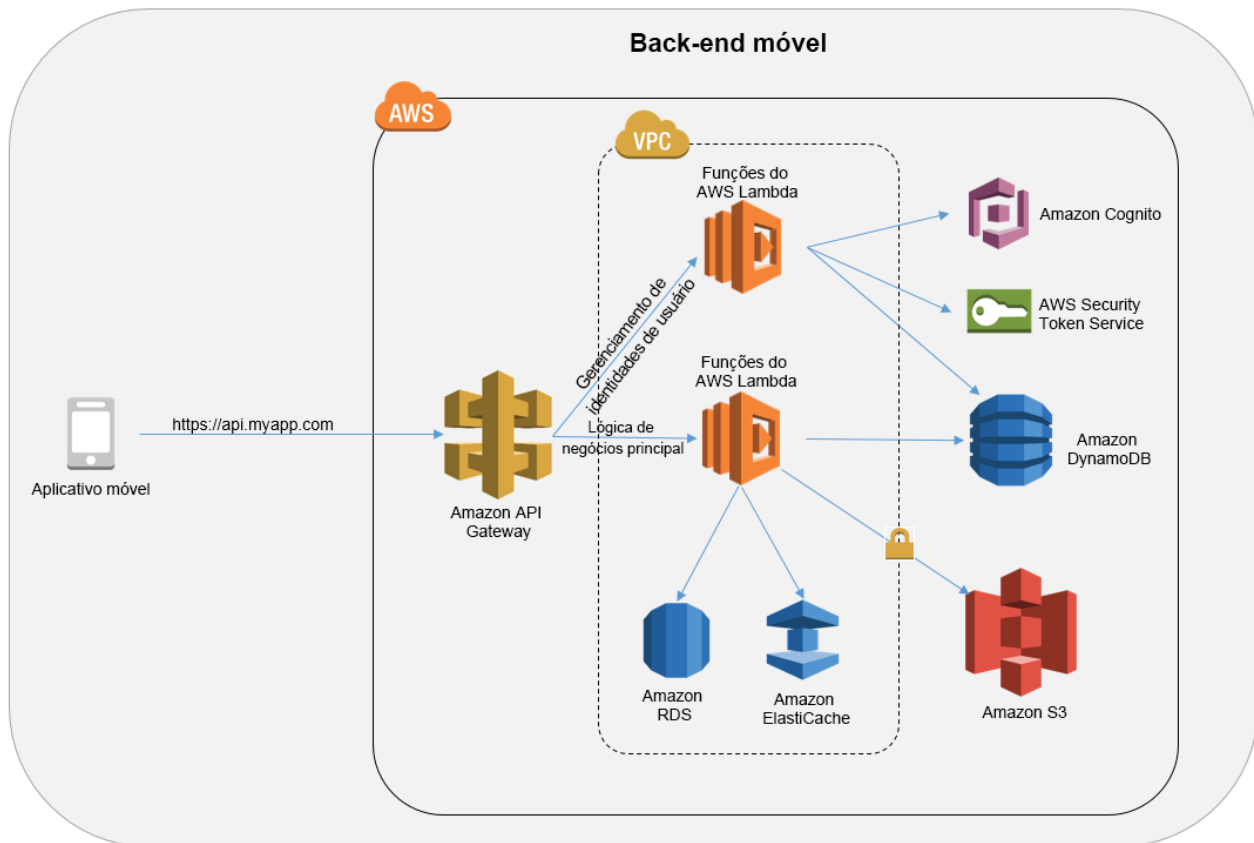 Back-end móvel
AWS
VPC
Funções do
AWS Lambda
Amazon Cognito
AWS Security
Token Service
Gerenciamento de
identidades de usuário
Funções do
AWS Lambda
https://api.myapp.com
Lógica de
negócios principal
Amazon
DynamoDB
Aplicativo móvel
Amazon API
Gateway
Amazon
RDS
Amazon
ElastiCache
Amazon S3